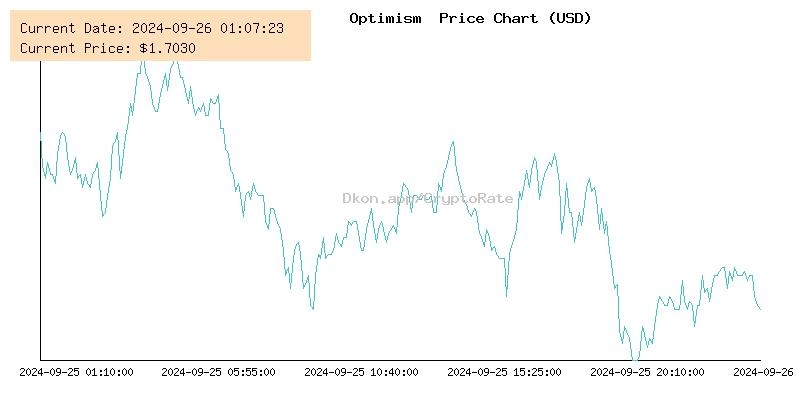 Optimism Price Chart (USD)
Current Date: 2024-09-26 01:07:23
Current Price: $1.7030
Dkon.app/CryptoRate
2024-09-25 01:10:00 2024-09-25 05:55:00 2024-09-25 10:40:00 2024-09-25 15:25:00 2024-09-25 20:10:00 2024-09-26